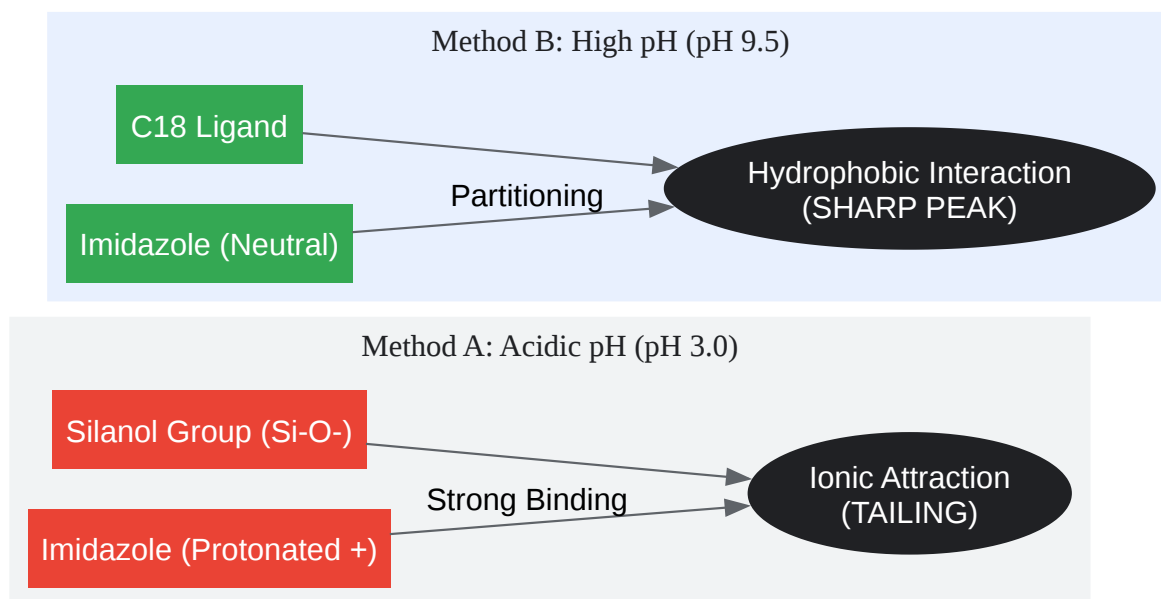 Method B: High pH (pH 9.5)
C18 Ligand
Partitioning
Imidazole (Neutral)
Hydrophobic Interaction
(SHARP PEAK)
Method A: Acidic pH (pH 3.0)
Silanol Group (Si-O-)
Strong Binding
Imidazole (Protonated +)
Ionic Attraction
(TAILING)